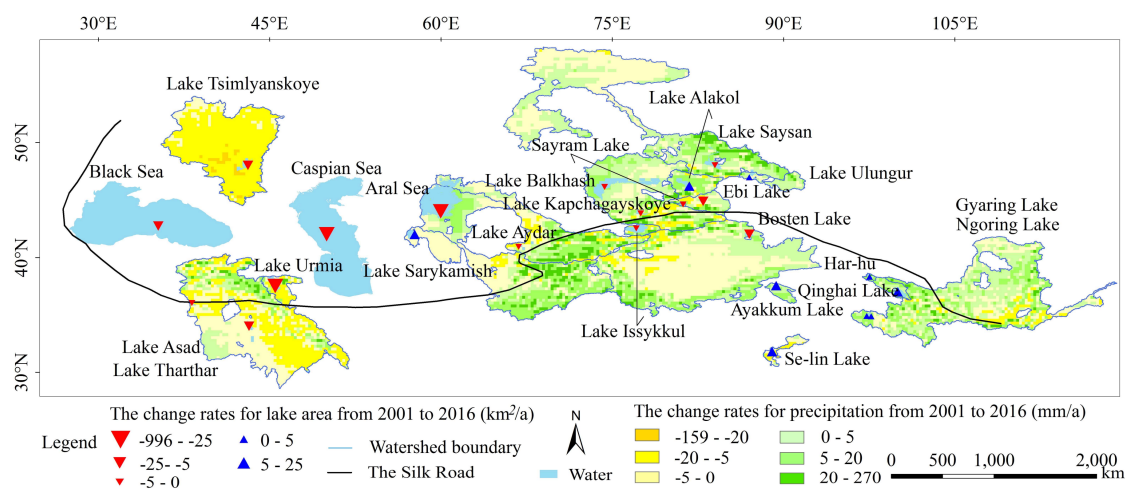 30°E 45°E 60°E 75°E 90°E 105°E
Lake Tsimlyanskoye
Lake Alakol
50°N
Lake Saysan
Sayram Lake
Black Sea
Caspian Sea
Aral Sea
Lake Balkhash
Lake Ulungur
Ebi Lake
Lake Kapchagayskoye
Gyaring Lake
Ngoring Lake
Bosten Lake
Lake Aydar
40°N
Lake Urmia
Lake Sarykamish
Har-hu
Qinghai Lake
Ayakkum Lake
Lake Issykkul
Lake Asad
Lake Tharthar
Se-lin Lake
30°N
The change rates for lake area from 2001 to 2016 (km²/a)
N
The change rates for precipitation from 2001 to 2016 (mm/a)
Legend
-996 - -25
0 - 5
Watershed boundary
-159 - -20
0 - 5
-25 - -5
5 - 25
The Silk Road
Water
-20 - -5
5 - 20
0 500 1,000 2,000
km
-5 - 0
-5 - 0
20 - 270